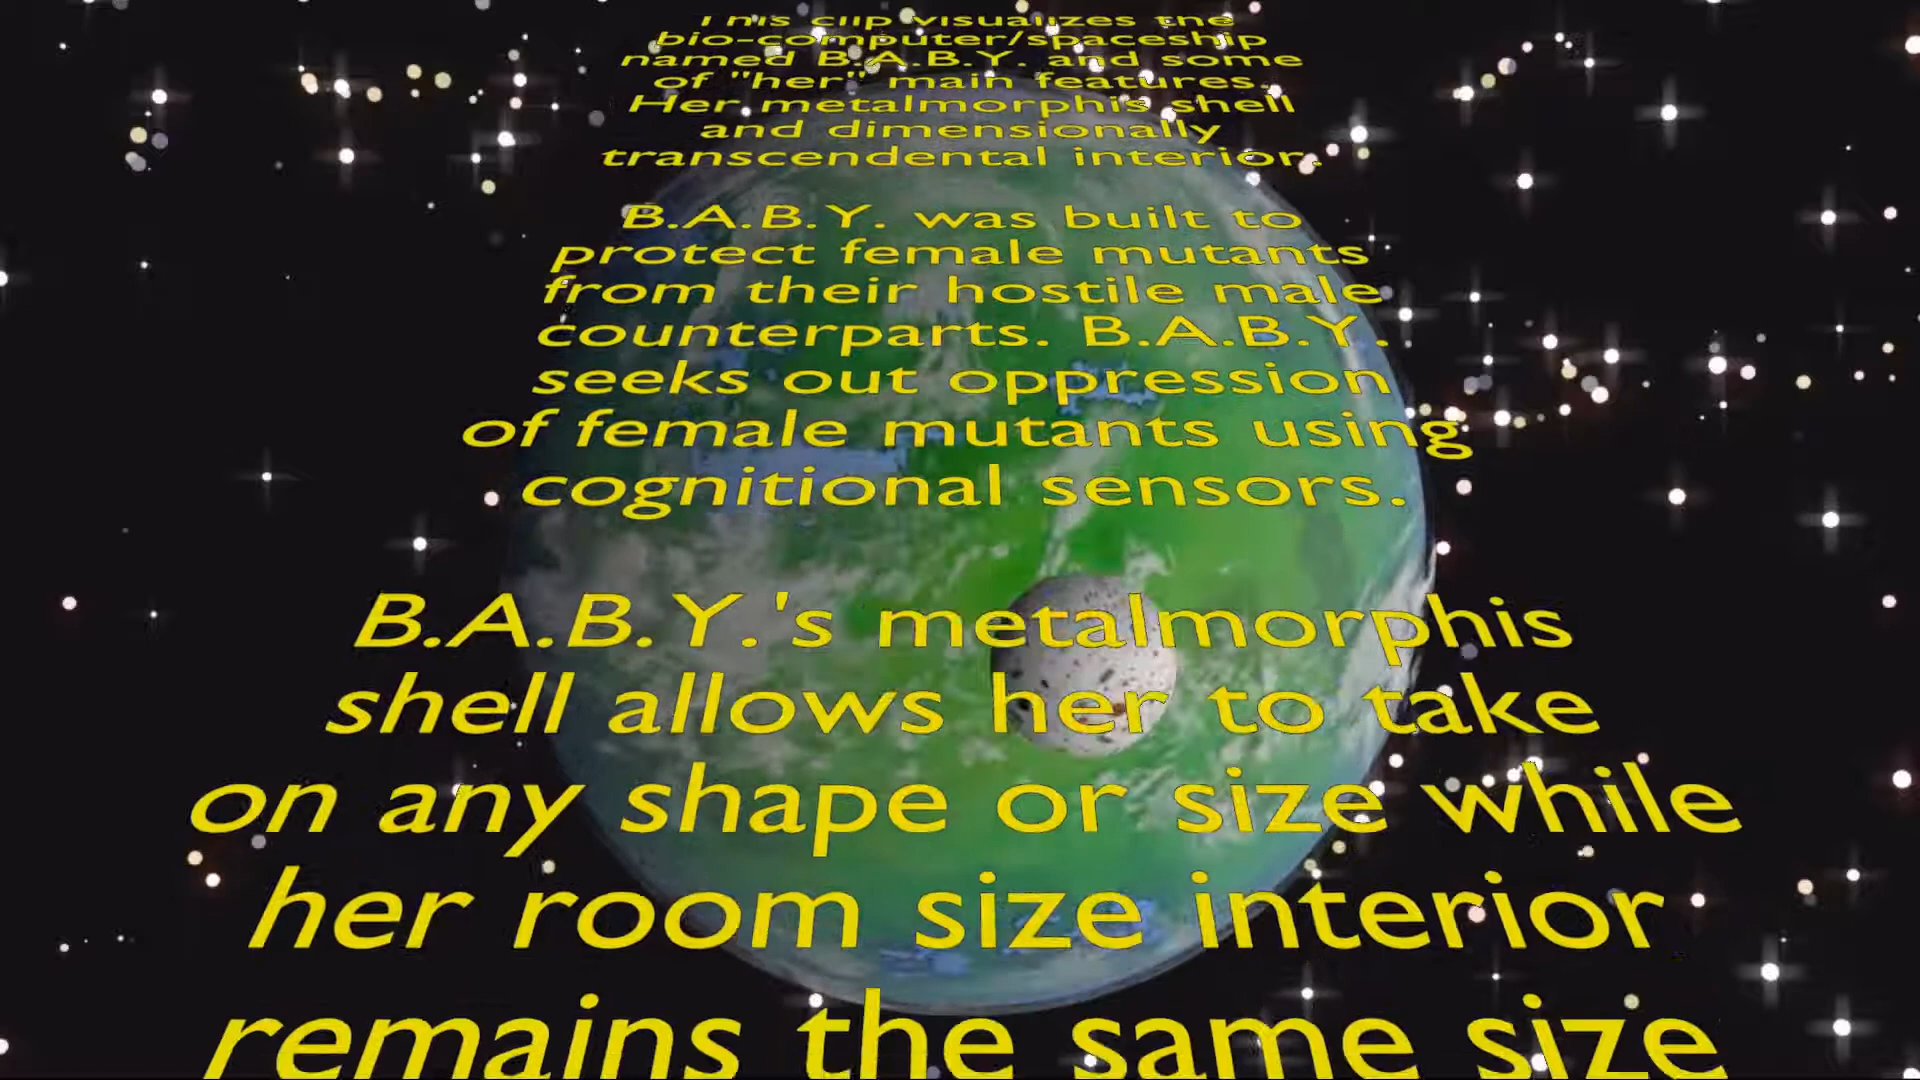 This clip visualizes the
bio-computer/spaceship
named B.A.B.Y. and some
of "her" main features.
Her metalmorphis shell
and dimensionally
transcendental interior.
B.A.B.Y. was built to
protect female mutants
from their hostile male
counterparts. B.A.B.Y.
seeks out oppression
of female mutants using
cognitional sensors.
B.A.B.Y.'s metalmorphis
shell allows her to take
on any shape or size while
her room size interior
remains the same size